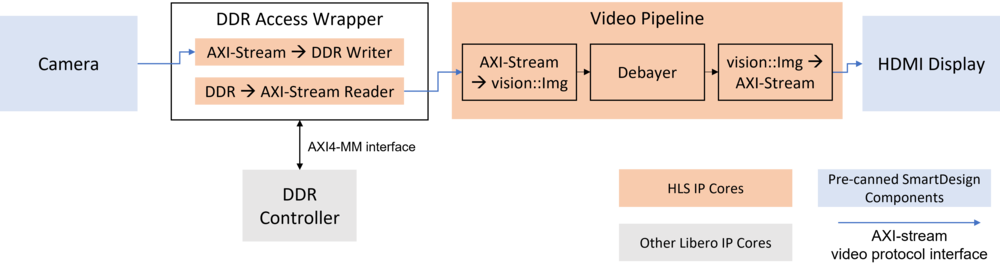 DDR Access Wrapper
Video Pipeline
Camera
AXI-Stream → DDR Writer
DDR → AXI-Stream Reader
AXI-Stream
→ vision::Img
Debayer
vision::Img →
AXI-Stream
HDMI Display
AXI4-MM interface
DDR
Controller
HLS IP Cores
Pre-canned SmartDesign
Components
Other Libero IP Cores
AXI-stream
video protocol interface